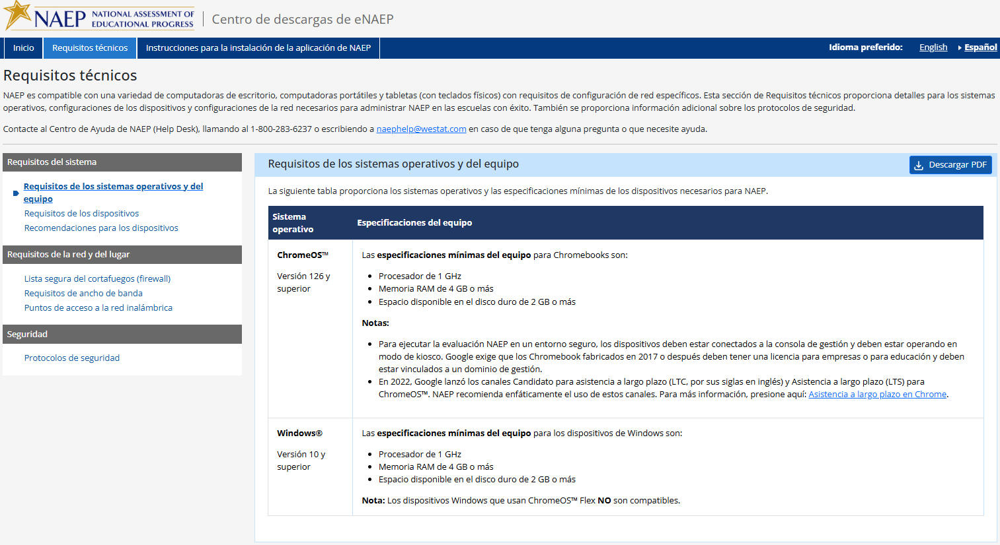 NAEP NATIONAL ASSESSMENT OF
EDUCATIONAL PROGRESS
Centro de descargas de eNAEP
Inicio
Requisitos técnicos
Instrucciones para la instalación de la aplicación de NAEP
Idioma preferido:
English
Español
Requisitos técnicos
NAEP es compatible con una variedad de computadoras de escritorio, computadoras portátiles y tabletas (con teclados físicos) con requisitos de configuración de red específicos. Esta sección de Requisitos técnicos proporciona detalles para los sistemas
operativos, configuraciones de los dispositivos y configuraciones de la red necesarios para administrar NAEP en las escuelas con éxito. También se proporciona información adicional sobre los protocolos de seguridad.
Contacte al Centro de Ayuda de NAEP (Help Desk), llamando al 1-800-283-6237 o escribiendo a naephelp@westat.com en caso de que tenga alguna pregunta o que necesite ayuda.
Requisitos del sistema
Requisitos de los sistemas operativos y del
equipo
Requisitos de los dispositivos
Recomendaciones para los dispositivos
Requisitos de la red y del lugar
Lista segura del cortafuegos (firewall)
Requisitos de ancho de banda
Puntos de acceso a la red inalámbrica
Seguridad
Protocolos de seguridad
Requisitos de los sistemas operativos y del equipo
Descargar PDF
La siguiente tabla proporciona los sistemas operativos y las especificaciones mínimas de los dispositivos necesarios para NAEP.
Sistema
operativo
Especificaciones del equipo
ChromeOS™
Versión 126 y
superior
Las especificaciones mínimas del equipo para Chromebooks son:
• Procesador de 1 GHz
• Memoria RAM de 4 GB o más
• Espacio disponible en el disco duro de 2 GB o más
Notas:
• Para ejecutar la evaluación NAEP en un entorno seguro, los dispositivos deben estar conectados a la consola de gestión y deben estar operando en
modo de kiosco. Google exige que los Chromebook fabricados en 2017 o después deben tener una licencia para empresas o para educación y deben
estar vinculados a un dominio de gestión.
• En 2022, Google lanzó los canales Candidato para asistencia a largo plazo (LTC, por sus siglas en inglés) y Asistencia a largo plazo (LTS) para
ChromeOS™. NAEP recomienda enfáticamente el uso de estos canales. Para más información, presione aquí: Asistencia a largo plazo en Chrome.
Windows®
Versión 10 y
superior
Las especificaciones mínimas del equipo para los dispositivos de Windows son:
• Procesador de 1 GHz
• Memoria RAM de 4 GB o más
• Espacio disponible en el disco duro de 2 GB o más
Nota: Los dispositivos Windows que usan ChromeOS™ Flex NO son compatibles.